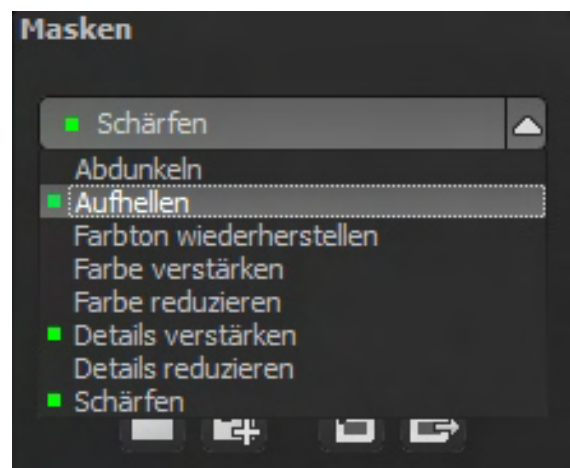 Masken
Schärfen
Abdunkeln
Aufhellen
Farbton wiederherstellen
Farbe verstärken
Farbe reduzieren
Details verstärken
Details reduzieren
Schärfen